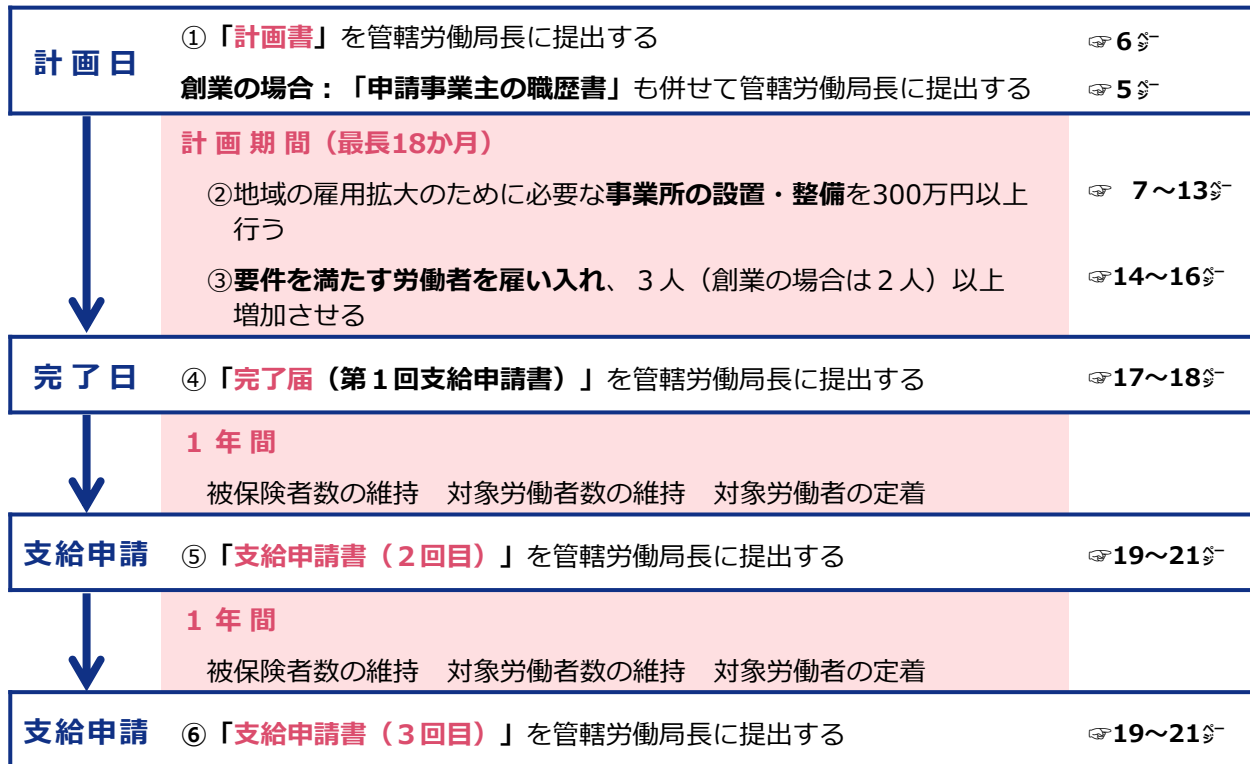 計画日
①「計画書」を管轄労働局長に提出する ☞6㌻
創業の場合：「申請事業主の職歴書」も併せて管轄労働局長に提出する ☞5㌻
計画期間（最長18か月）
②地域の雇用拡大のために必要な事業所の設置・整備を300万円以上 ☞ 7～13㌻
行う
③要件を満たす労働者を雇い入れ、３人（創業の場合は２人）以上 ☞14～16㌻
増加させる
完了日 ④「完了届（第１回支給申請書）」を管轄労働局長に提出する ☞17～18㌻
１年間
被保険者数の維持　対象労働者数の維持　対象労働者の定着
支給申請 ⑤「支給申請書（２回目）」を管轄労働局長に提出する ☞19～21㌻
１年間
被保険者数の維持　対象労働者数の維持　対象労働者の定着
支給申請 ⑥「支給申請書（３回目）」を管轄労働局長に提出する ☞19～21㌻